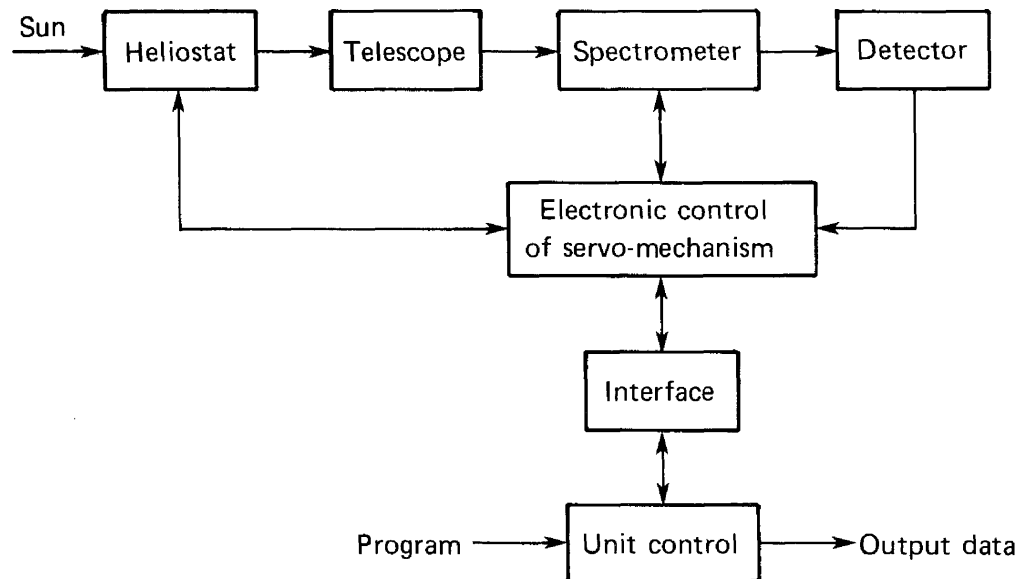 Sun
Heliostat
Telescope
Spectrometer
Detector
Electronic control
of servo-mechanism
Interface
Program
Unit control
Output data